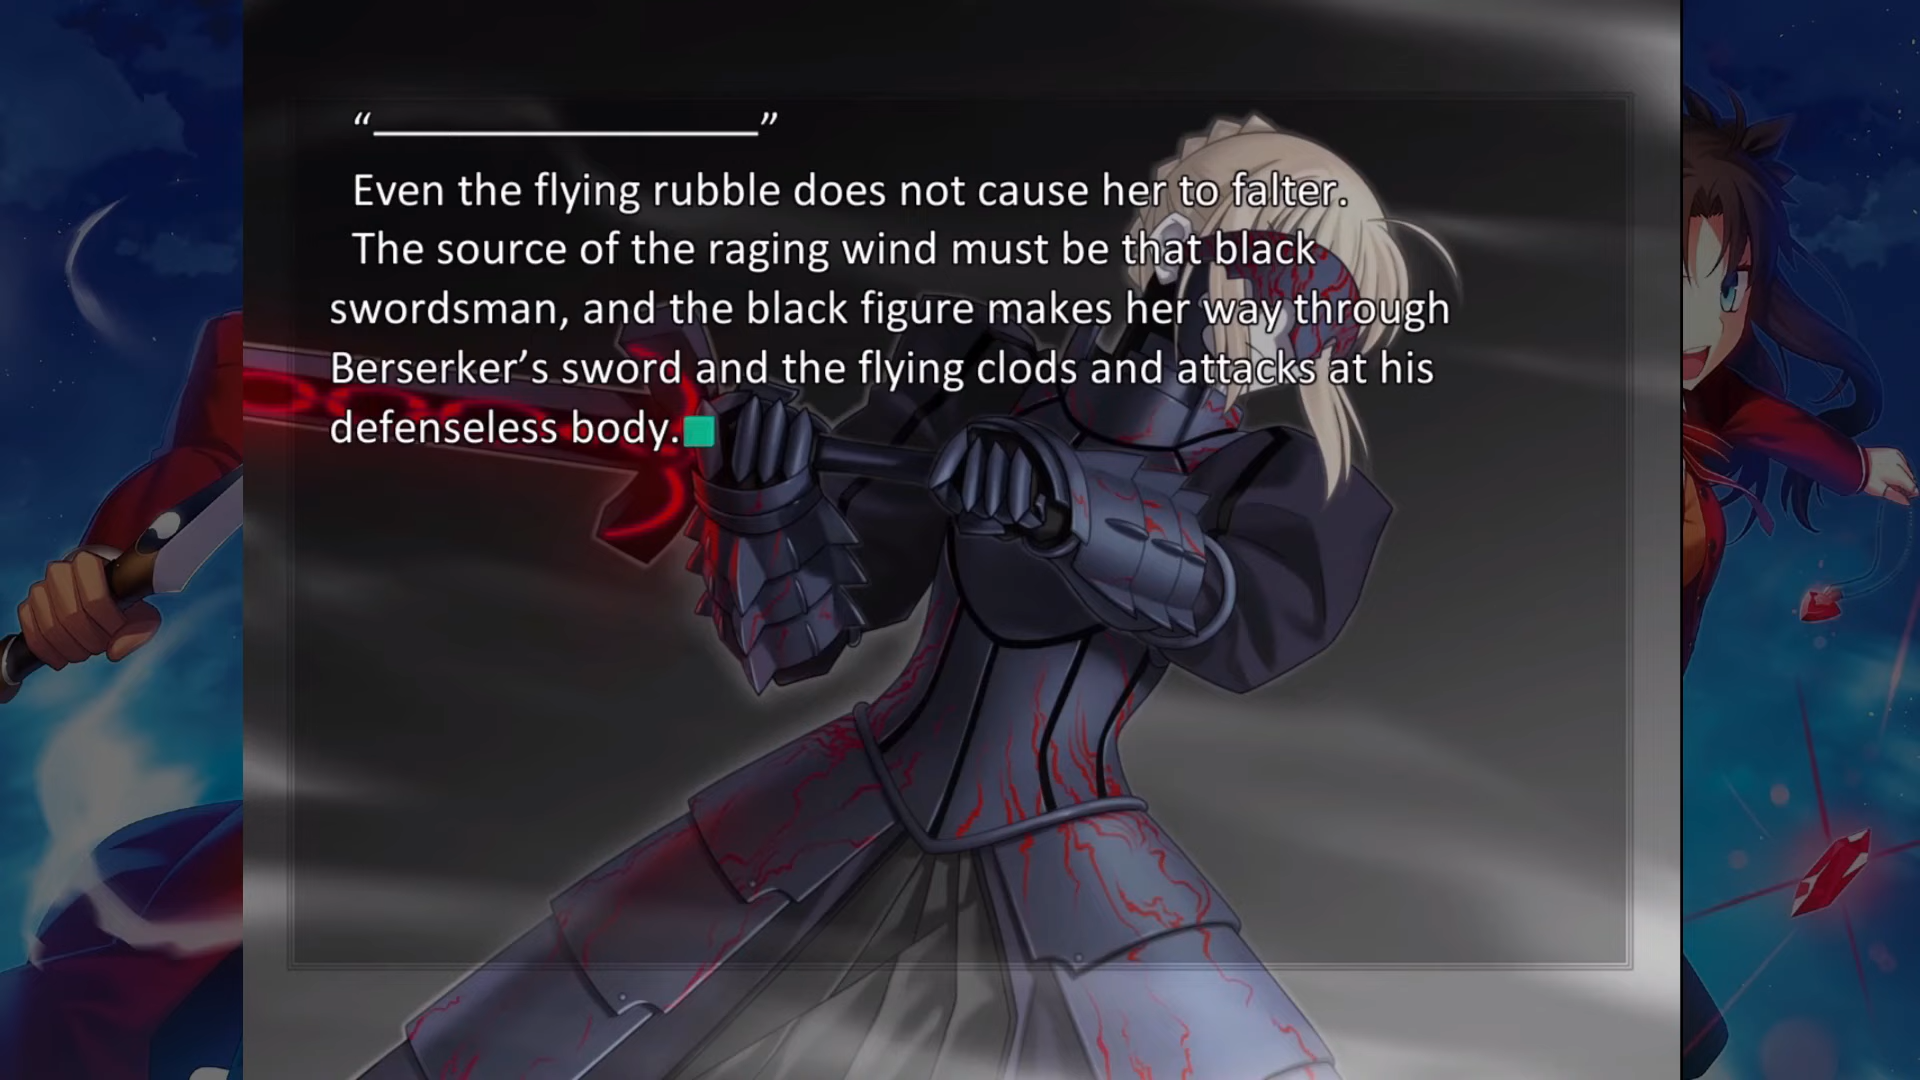 “———————”
Even the flying rubble does not cause her to falter.
The source of the raging wind must be that black
swordsman, and the black figure makes her way through
Berserker’s sword and the flying clods and attacks at his
defenseless body.